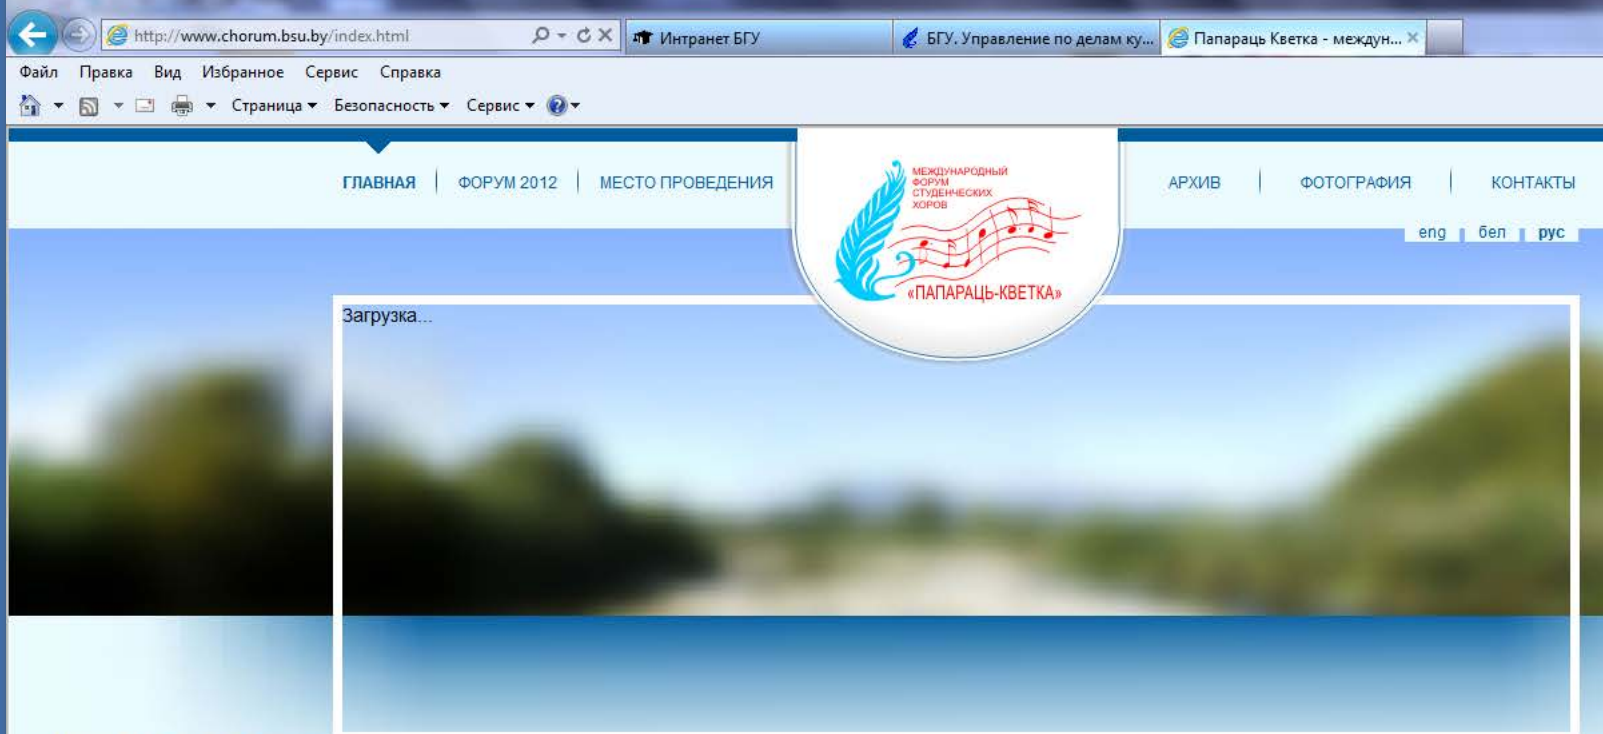 http://www.chorum.bsu.by/index.html
Интранет БГУ
БГУ. Управление по делам ку...
Папараць Кветка - междун...
Файл Правка Вид Избранное Сервис Справка
Страница Безопасность Сервис
ГЛАВНАЯ ФОРУМ 2012 МЕСТО ПРОВЕДЕНИЯ
МЕЖДУНАРОДНЫЙ
ФОРУМ
СТУДЕНЧЕСКИХ
ХОРОВ
«ПАПАРАЦЬ-КВЕТКА»
АРХИВ ФОТОГРАФИЯ КОНТАКТЫ
eng бел рус
Загрузка...